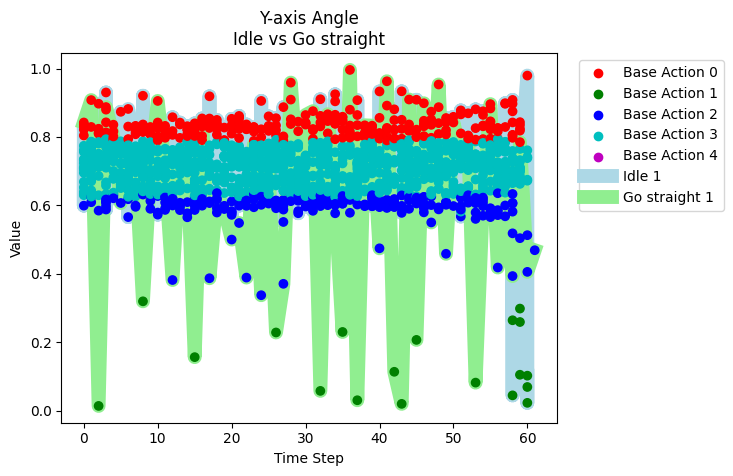 Y-axis Angle
Idle vs Go straight
1.0
0.8
0.6
0.4
0.2
0.0
Value
0
10
20
30
40
50
60
Time Step
Base Action 0
Base Action 1
Base Action 2
Base Action 3
Base Action 4
Idle 1
Go straight 1